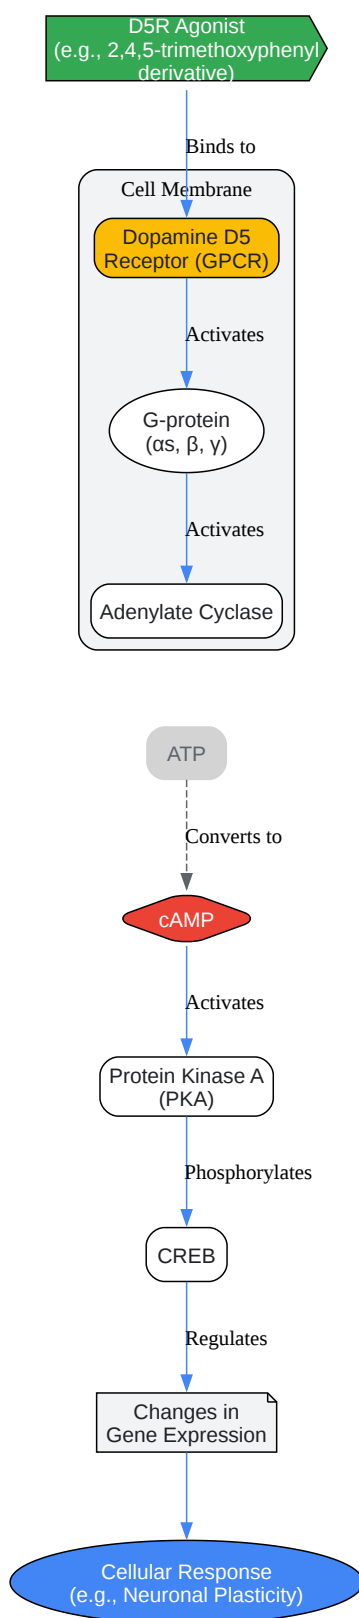 D5R Agonist
(e.g., 2,4,5-trimethoxyphenyl
derivative)
Binds to
Cell Membrane
Dopamine D5
Receptor (GPCR)
Activates
G-protein
(αs, β, γ)
Activates
Adenylate Cyclase
ATP
Converts to
cAMP
Activates
Protein Kinase A
(PKA)
Phosphorylates
CREB
Regulates
Changes in
Gene Expression
Cellular Response
(e.g., Neuronal Plasticity)